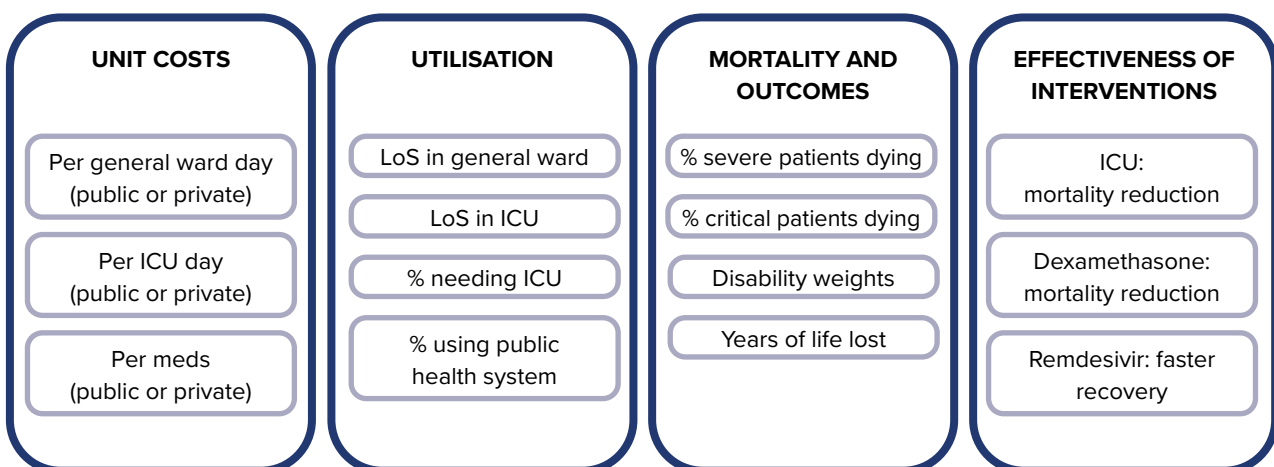 UNIT COSTS
Per general ward day
(public or private)
Per ICU day
(public or private)
Per meds
(public or private)
UTILISATION
LoS in general ward
LoS in ICU
% needing ICU
% using public
health system
MORTALITY AND
OUTCOMES
% severe patients dying
% critical patients dying
Disability weights
Years of life lost
EFFECTIVENESS OF
INTERVENTIONS
ICU:
mortality reduction
Dexamethasone:
mortality reduction
Remdesivir: faster
recovery